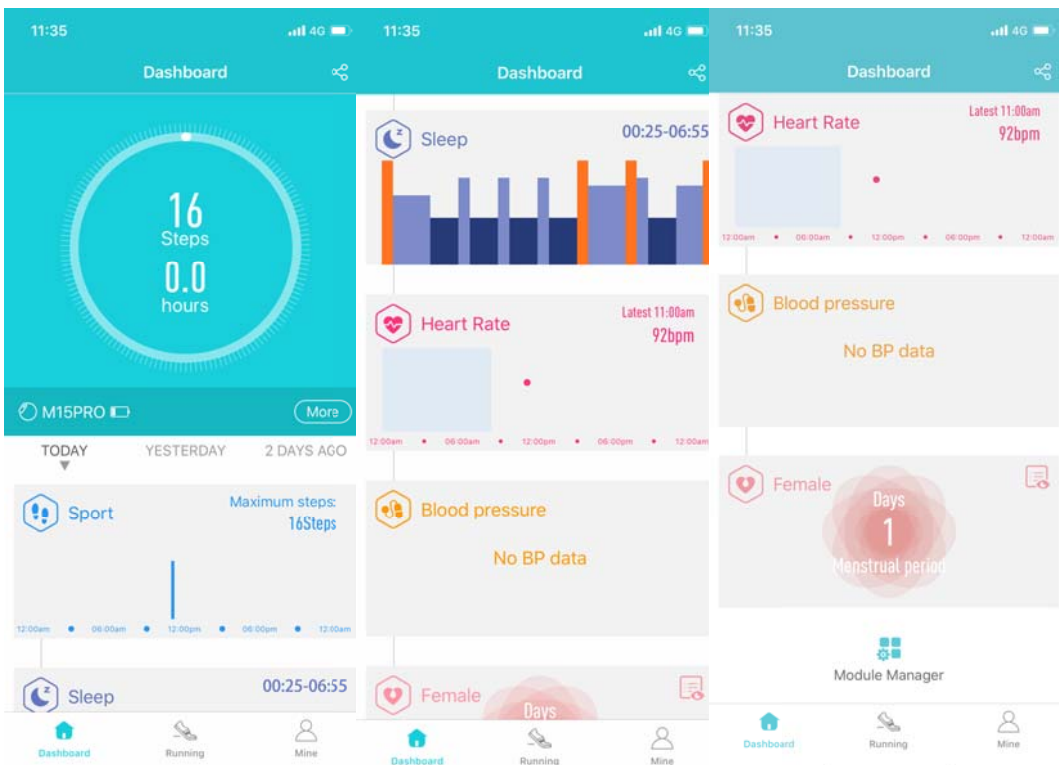 11:35
4G
Dashboard
16
Steps
0.0
hours
M15PRO
More
TODAY
YESTERDAY
2 DAYS AGO
Sport
Maximum steps:
16Steps
12:00am
06:00am
12:00pm
06:00pm
12:00am
Sleep
00:25-06:55
Dashboard
Running
Mine
11:35
4G
Dashboard
Sleep
00:25-06:55
Heart Rate
Latest 11:00am
92bpm
12:00am
06:00am
12:00pm
06:00pm
12:00am
Blood pressure
No BP data
Female
Days
Dashboard
Running
Mine
11:35
4G
Dashboard
Heart Rate
Latest 11:00am
92bpm
12:00am
06:00am
12:00pm
06:00pm
12:00am
Blood pressure
No BP data
Female
Days
1
Menstrual period
Module Manager
Dashboard
Running
Mine